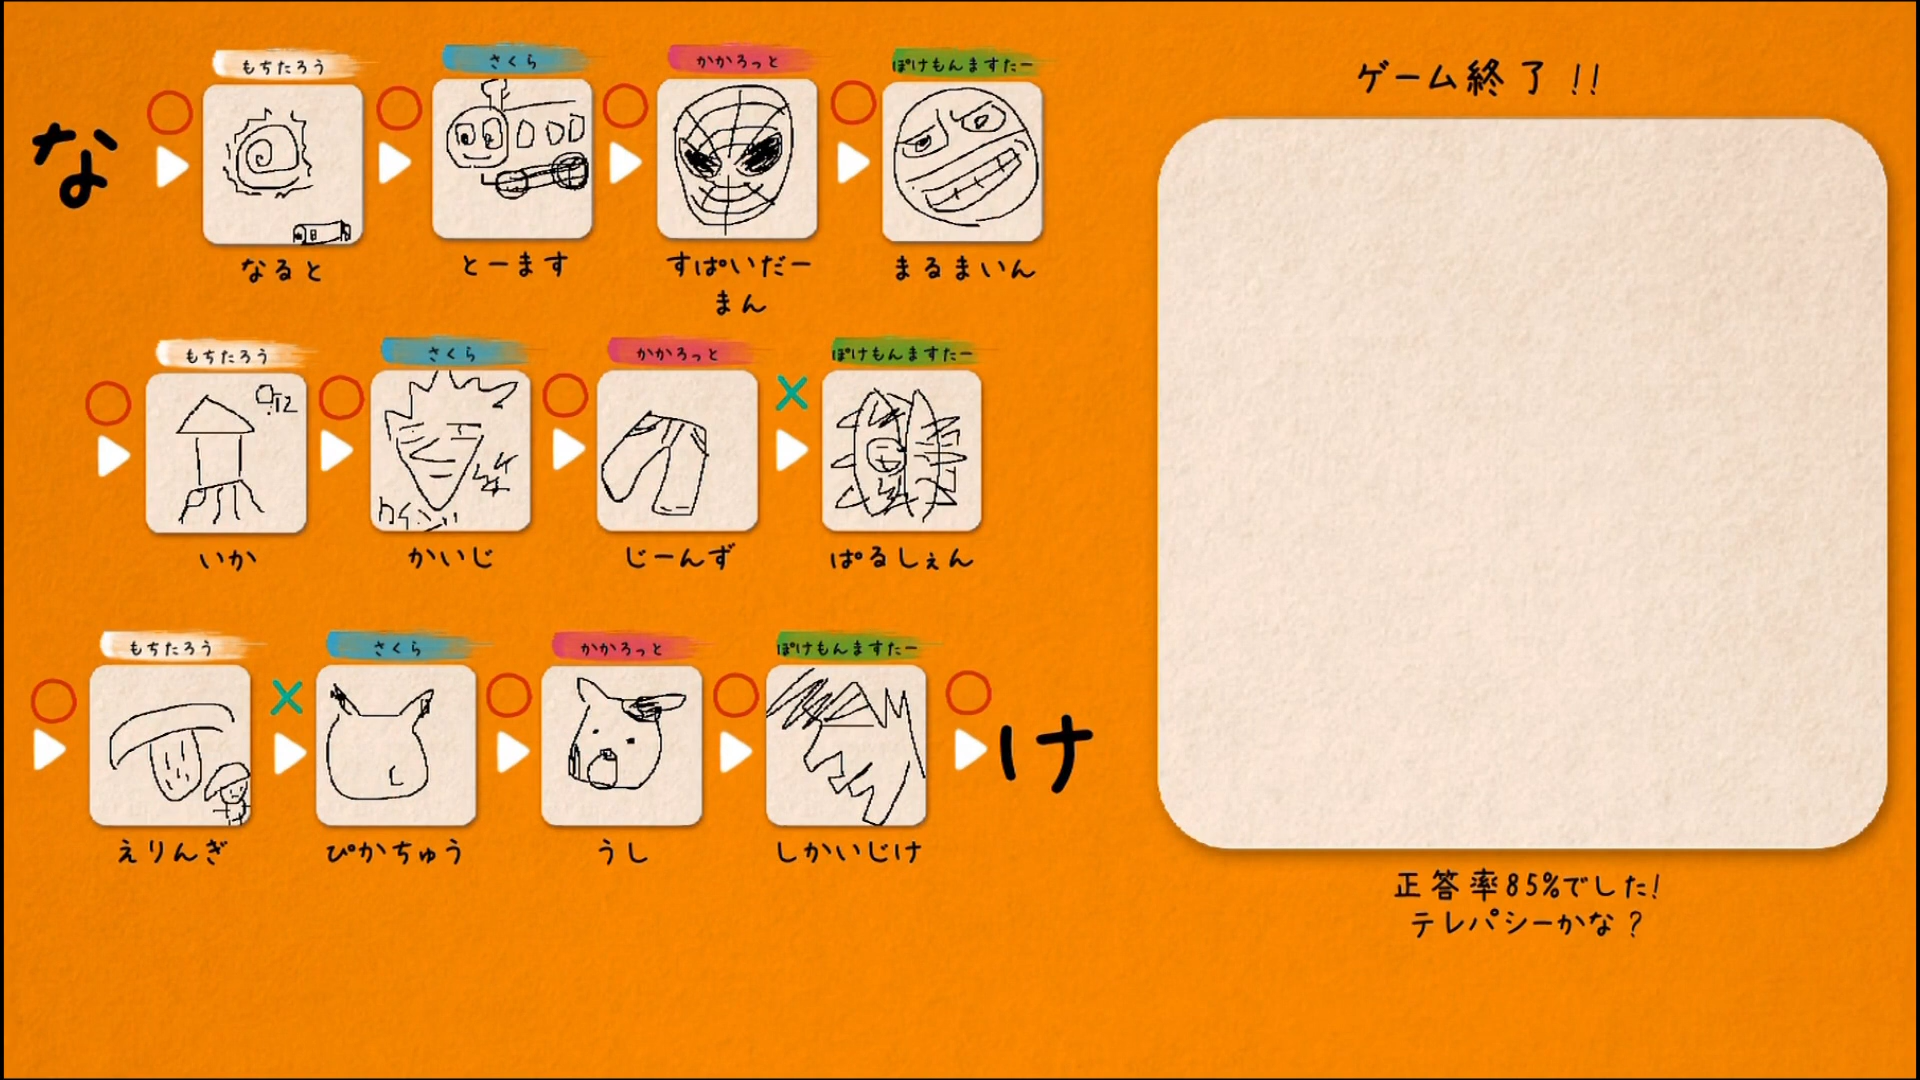 な
もちたろう
なると
さくら
とーます
かかろっと
すぱいだー
まん
ぽけもんますたー
まるまいん
もちたろう
いか
さくら
かいじ
かかろっと
じーんず
ぽけもんますたー
ぱるしぇん
もちたろう
えりんぎ
さくら
ぴかちゅう
かかろっと
うし
ぽけもんますたー
しかいじけ
け
ゲーム終了!!
正答率85%でした!
テレパシーかな?